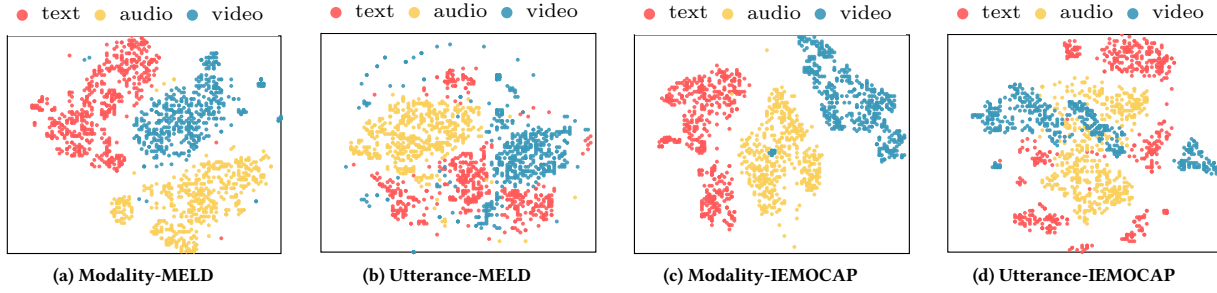 text audio video
text audio video
text audio video
text audio video
(a) Modality-MELD
(b) Utterance-MELD
(c) Modality-IEMOCAP
(d) Utterance-IEMOCAP